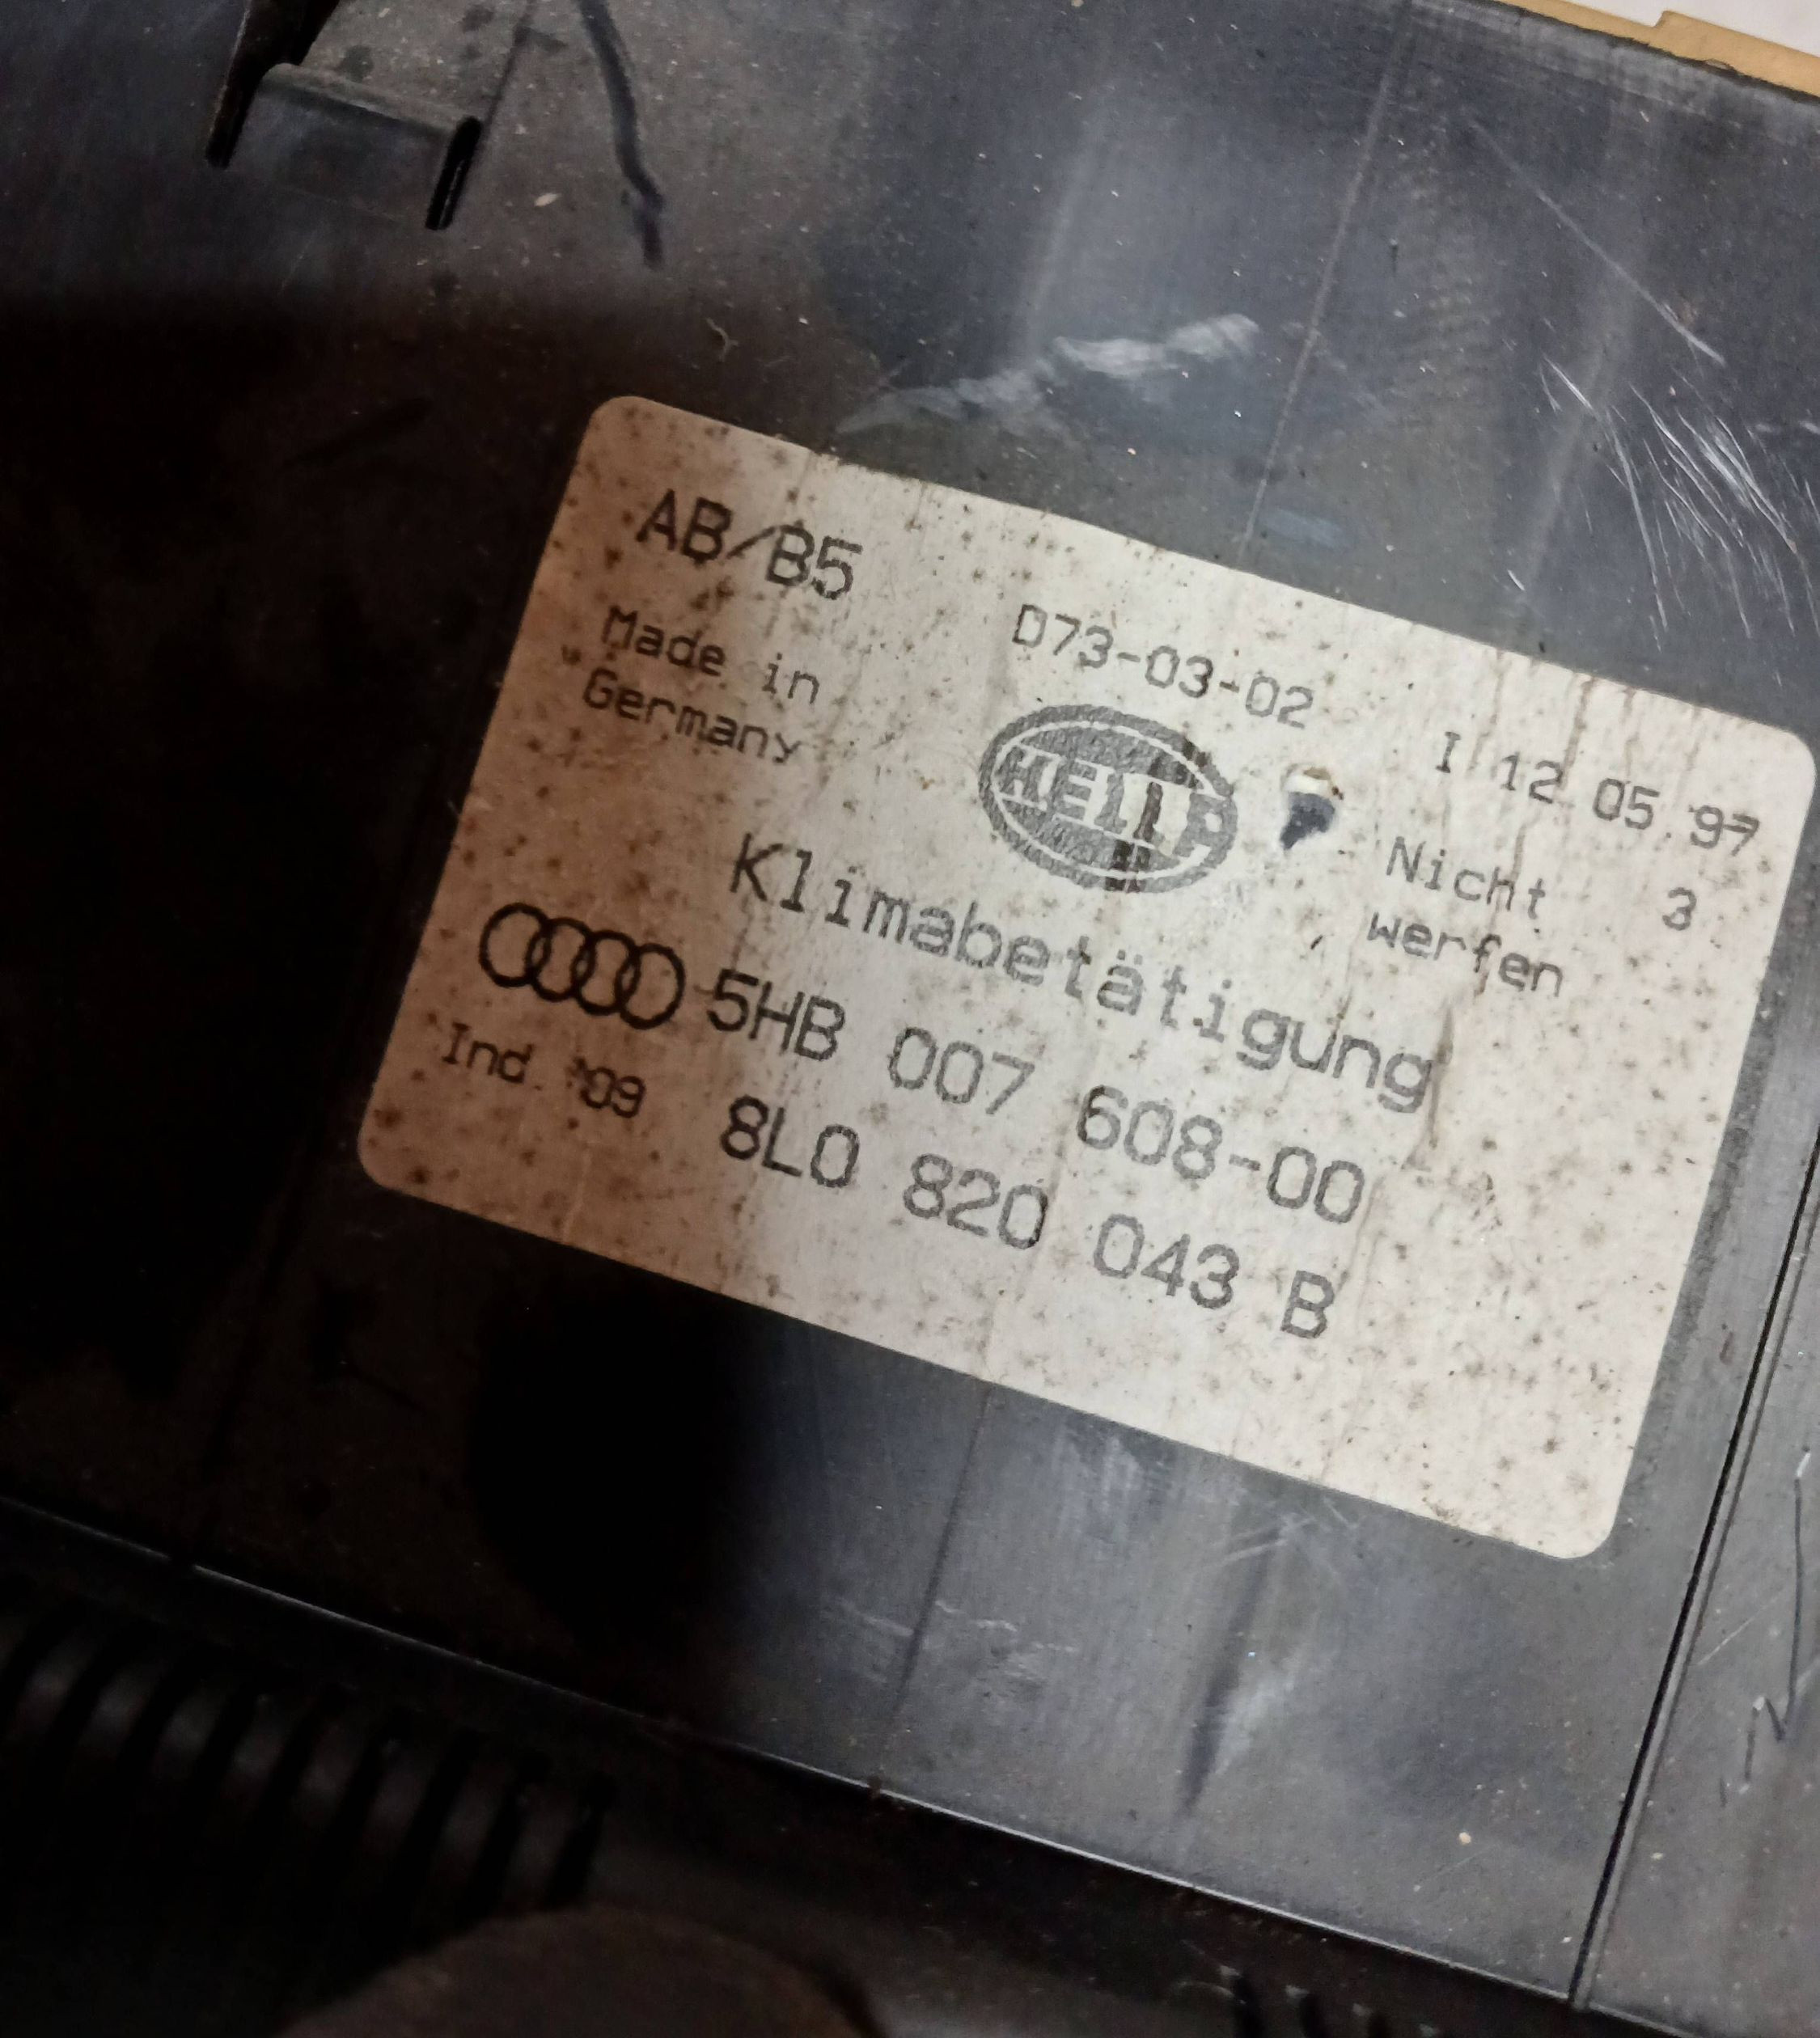 AB/B5
D73-03-02
I 12 05 97
Made in
Germany
HELLA
Nicht 3
werfen
Klimabetätigung
5HB 007 608-00
Ind. 09
8L0 820 043 B